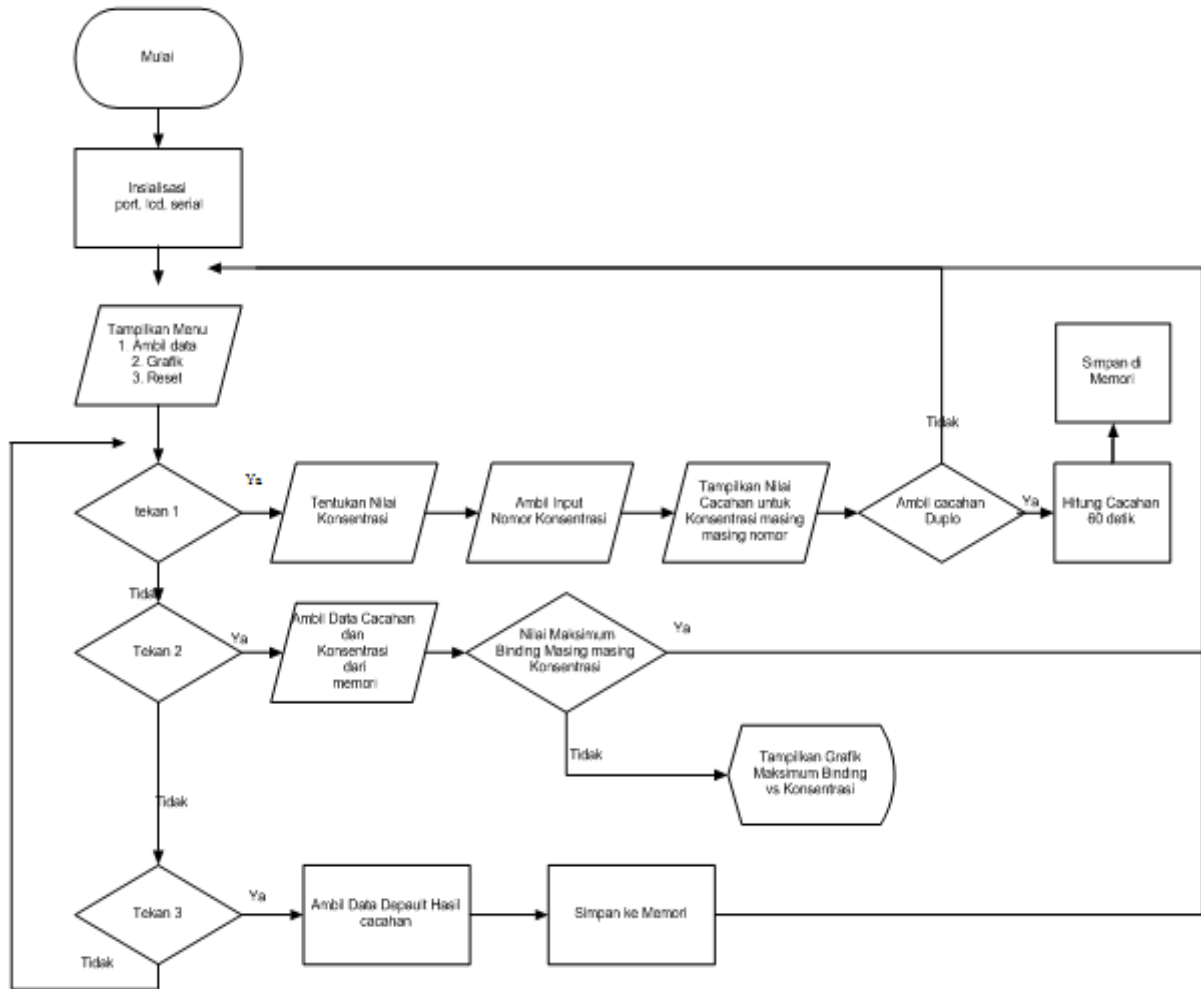 Mulai
Insialisasi
port, lcd, serial
Tampilkan Menu
1. Ambil data
2. Grafik
3. Reset
tekan 1
Ya
Tentukan Nilai
Konsentrasi
Ambil Input
Nomor Konsentrasi
Tampilkan Nilai
Cacahan untuk
Konsentrasi masing
masing nomor
Ambil cacahan
Duplo
Tidak
Ya
Hitung Cacahan
60 detik
Simpan di
Memori
Tidak
Tekan 2
Ya
Ambil Data Cacahan
dan
Konsentrasi
dari
memori
Nilai Maksimum
Binding Masing masing
Konsentrasi
Ya
Tidak
Tampilkan Grafik
Maksimum Binding
vs Konsentrasi
Tidak
Tekan 3
Ya
Ambil Data Depault Hasil
cacahan
Simpan ke Memori
Tidak